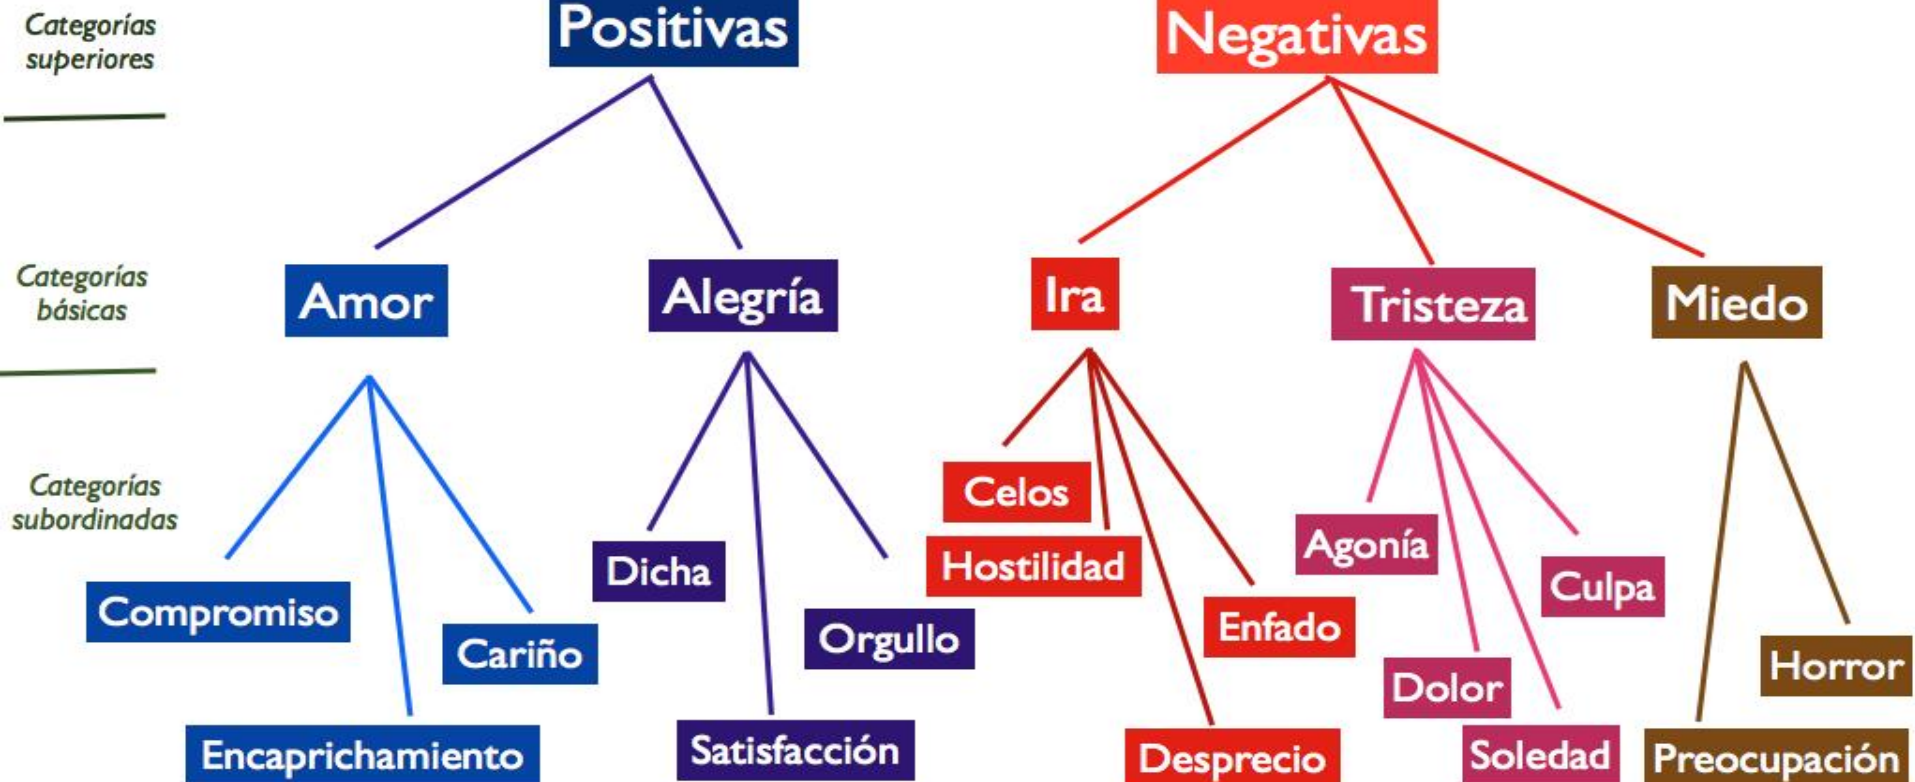 Categorías
superiores
Positivas
Negativas
Categorías
básicas
Amor
Alegría
Ira
Tristeza
Miedo
Categorías
subordinadas
Compromiso
Encaprichamiento
Cariño
Dicha
Satisfacción
Orgullo
Celos
Hostilidad
Desprecio
Enfado
Agonía
Dolor
Soledad
Culpa
Preocupación
Horror